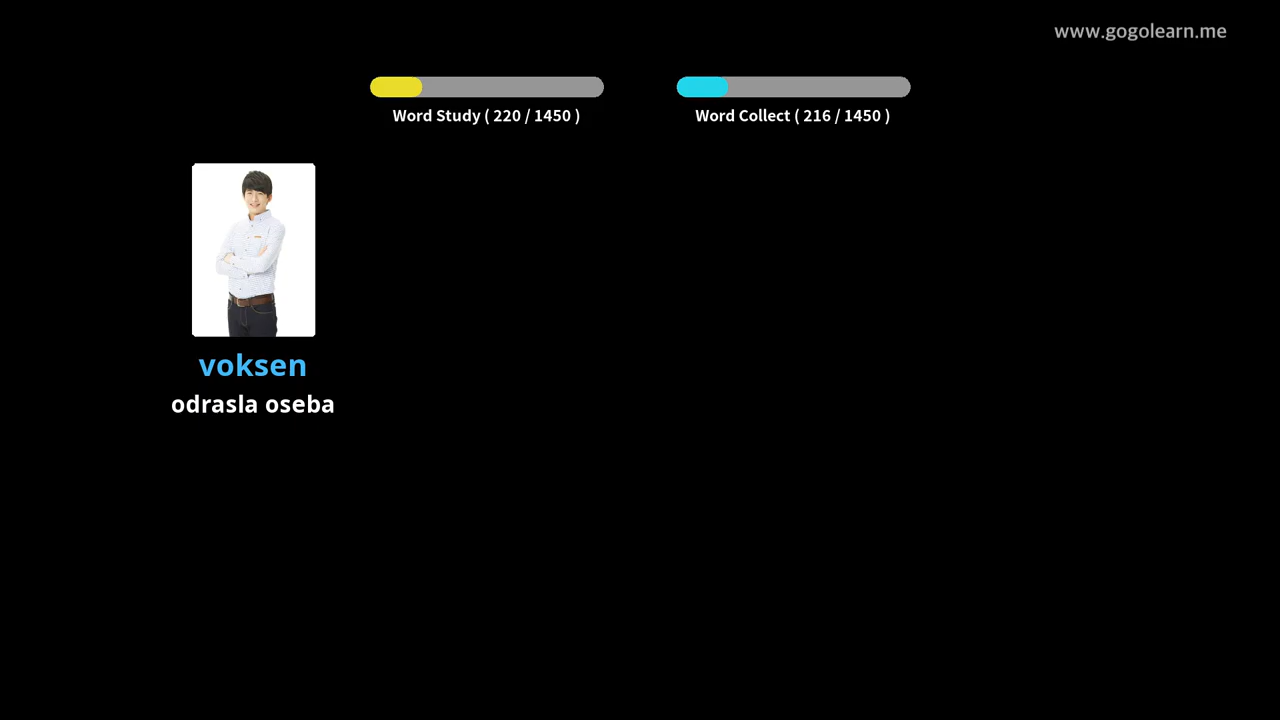 www.gogolearn.me
Word Study ( 220 / 1450 )
Word Collect ( 216 / 1450 )
voksen
odrasla oseba